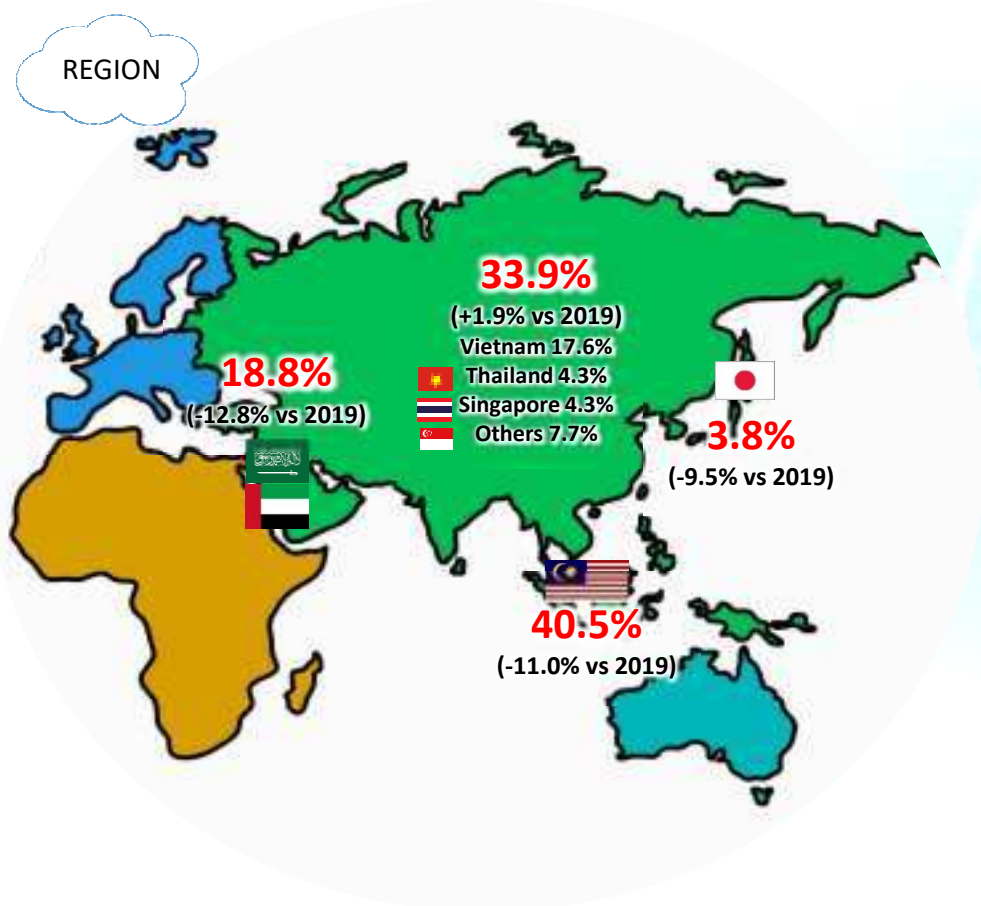 REGION
33.9%
(+1.9% vs 2019)
Vietnam 17.6%
Thailand 4.3%
Singapore 4.3%
Others 7.7%
18.8%
(-12.8% vs 2019)
3.8%
(-9.5% vs 2019)
40.5%
(-11.0% vs 2019)